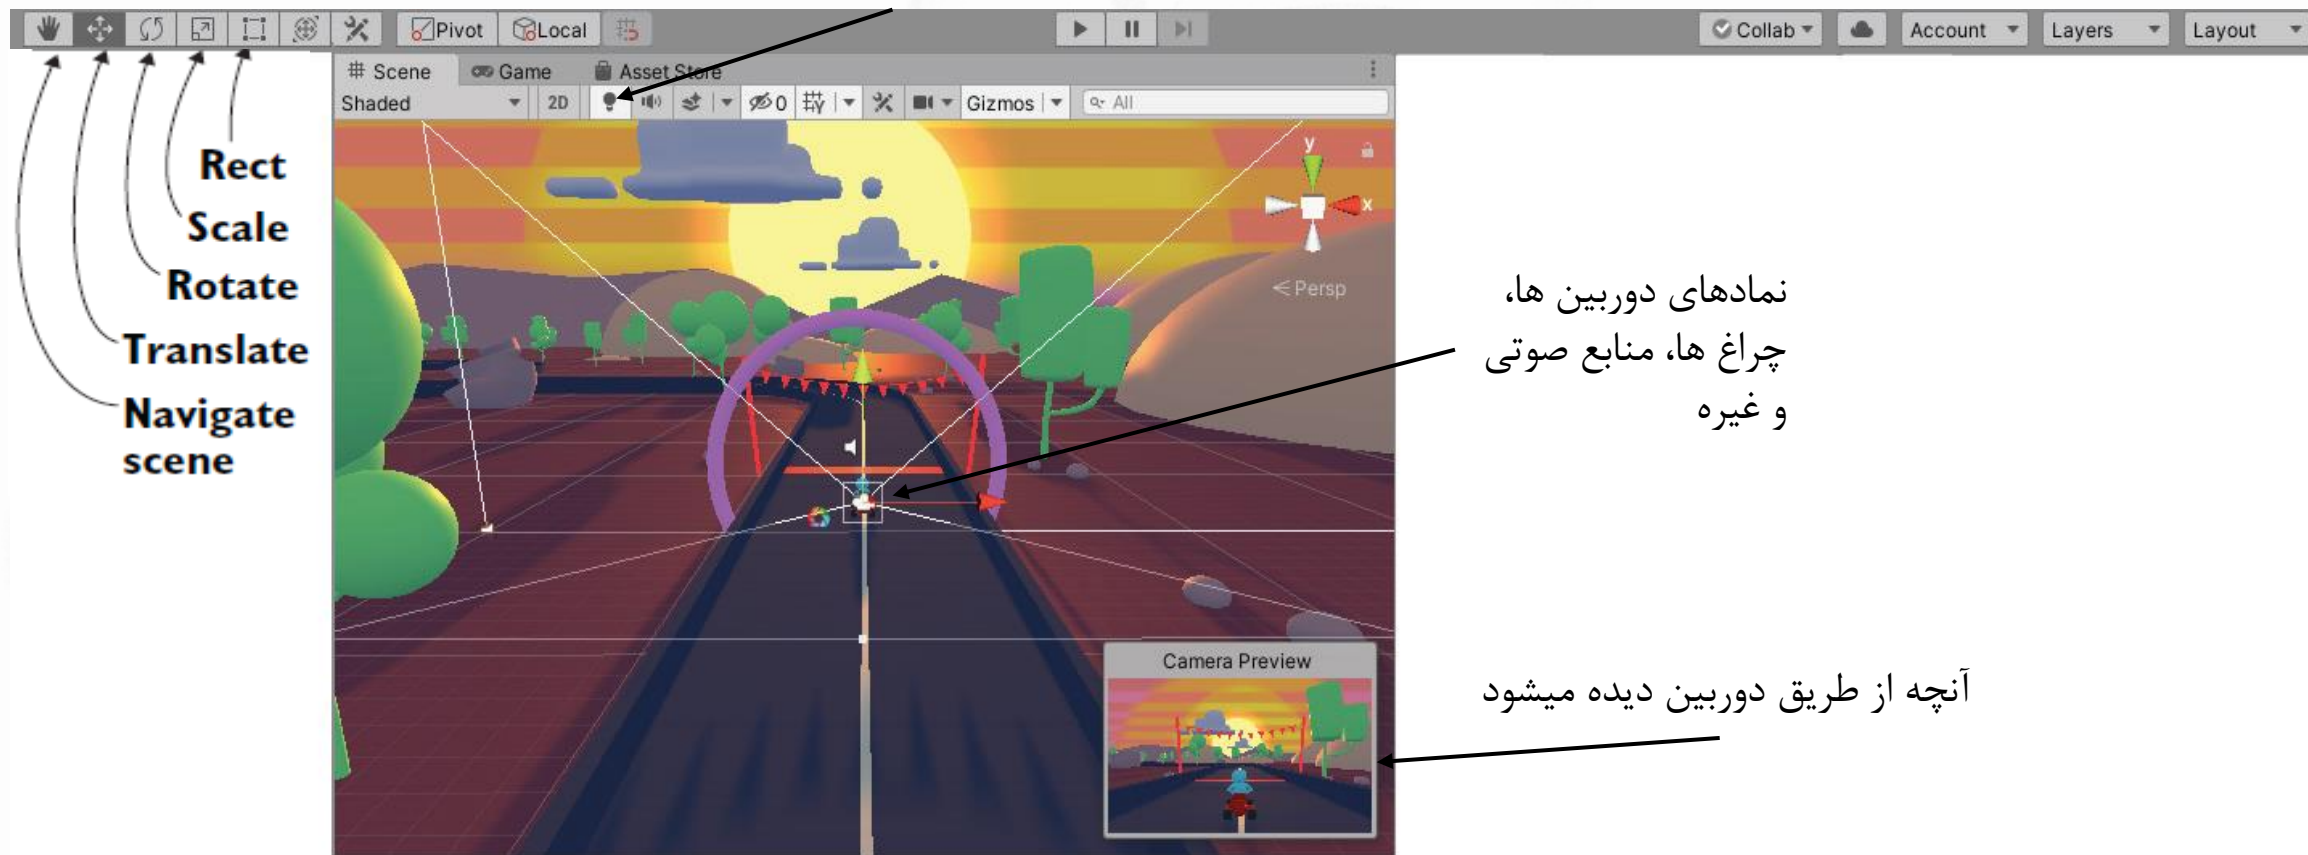 Pivot Local Collab Account Layers Layout
Scene Game Asset Store
Shaded 2D 0 Gizmos All
y
x
Persp
Rect
Scale
Rotate
Translate
Navigate
scene
نمادهای دوربین ها،
چراغ ها، منابع صوتی
و غیره
Camera Preview
آنچه از طریق دوربین دیده میشود